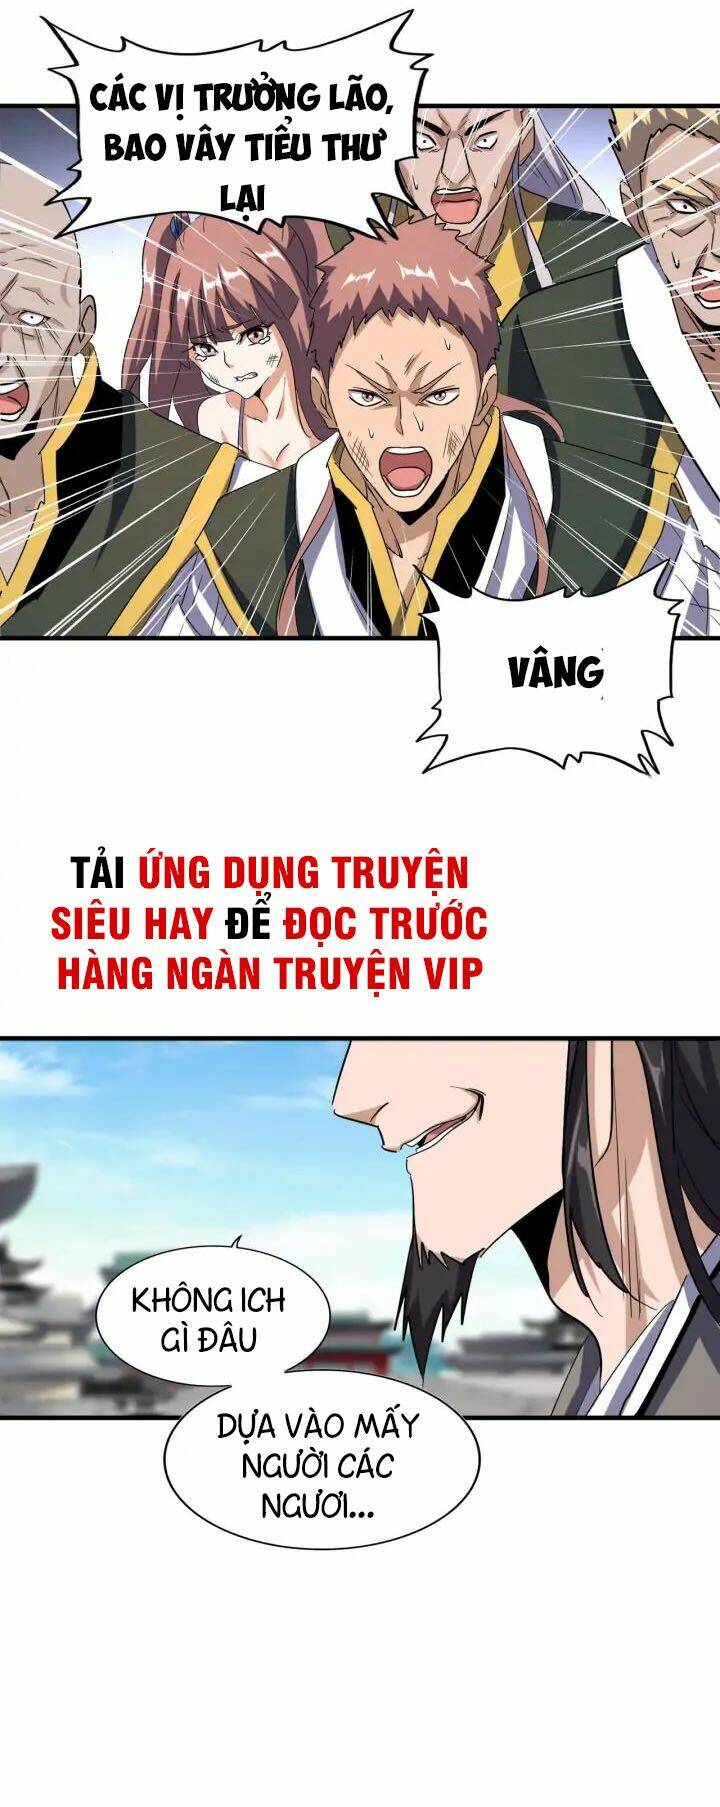 CÁC VỊ TRƯỞNG LÃO,
BAO VÂY TIỂU THƯ
LẠI
VÂNG
TẢI ỨNG DỤNG TRUYỆN
SIÊU HAY ĐỂ ĐỌC TRƯỚC
HÀNG NGÀN TRUYỆN VIP
KHÔNG ICH
GÌ ĐÂU
DỰA VÀO MẤY
NGƯỜI CÁC
NGƯƠI...